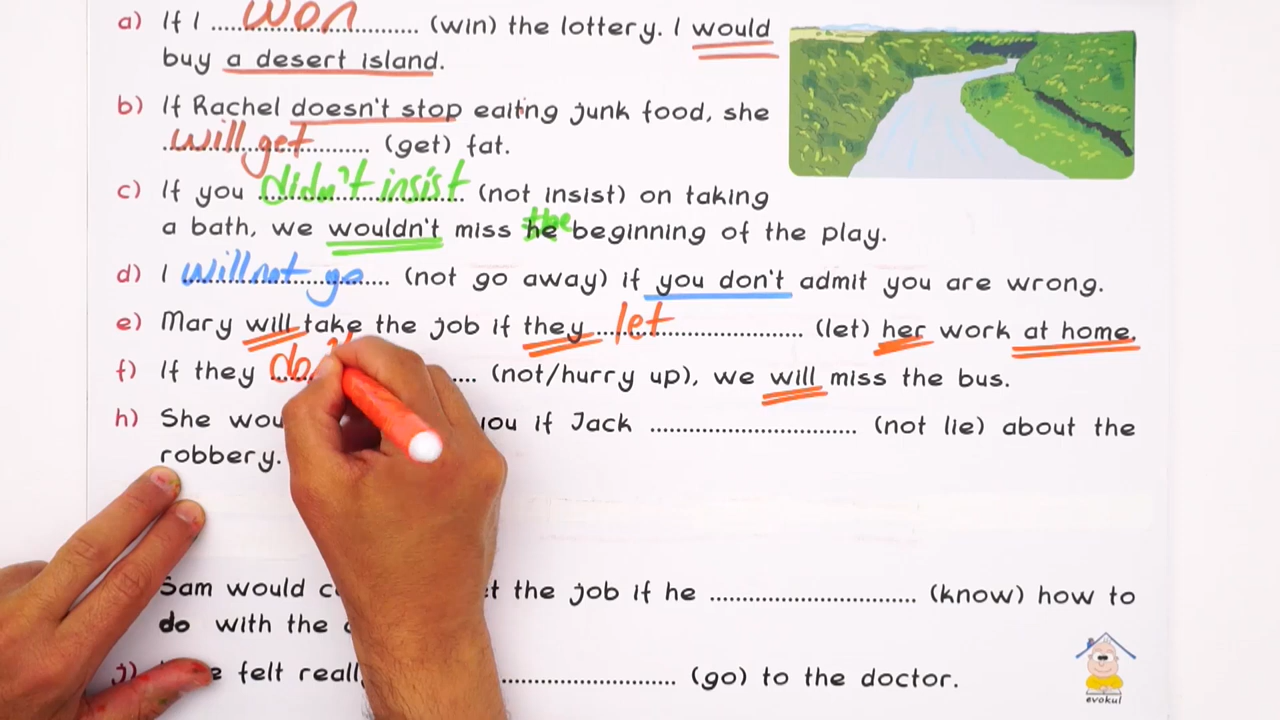 a) If I ....won.... (win) the lottery. I would
buy a desert island.
b) If Rachel doesn't stop eaiting junk food, she
will get (get) fat.
c) If you didn't insist (not insist) on taking
a bath, we wouldn't miss the beginning of the play.
d) I will not go (not go away) if you don't admit you are wrong.
e) Mary will take the job if they let (let) her work at home.
f) If they (not/hurry up), we will miss the bus.
h) She you if Jack .............................. (not lie) about the
robbery.
Sam would the job if he .............................. (know) how to
do with the
j) felt .............................. (go) to the doctor.
evokul